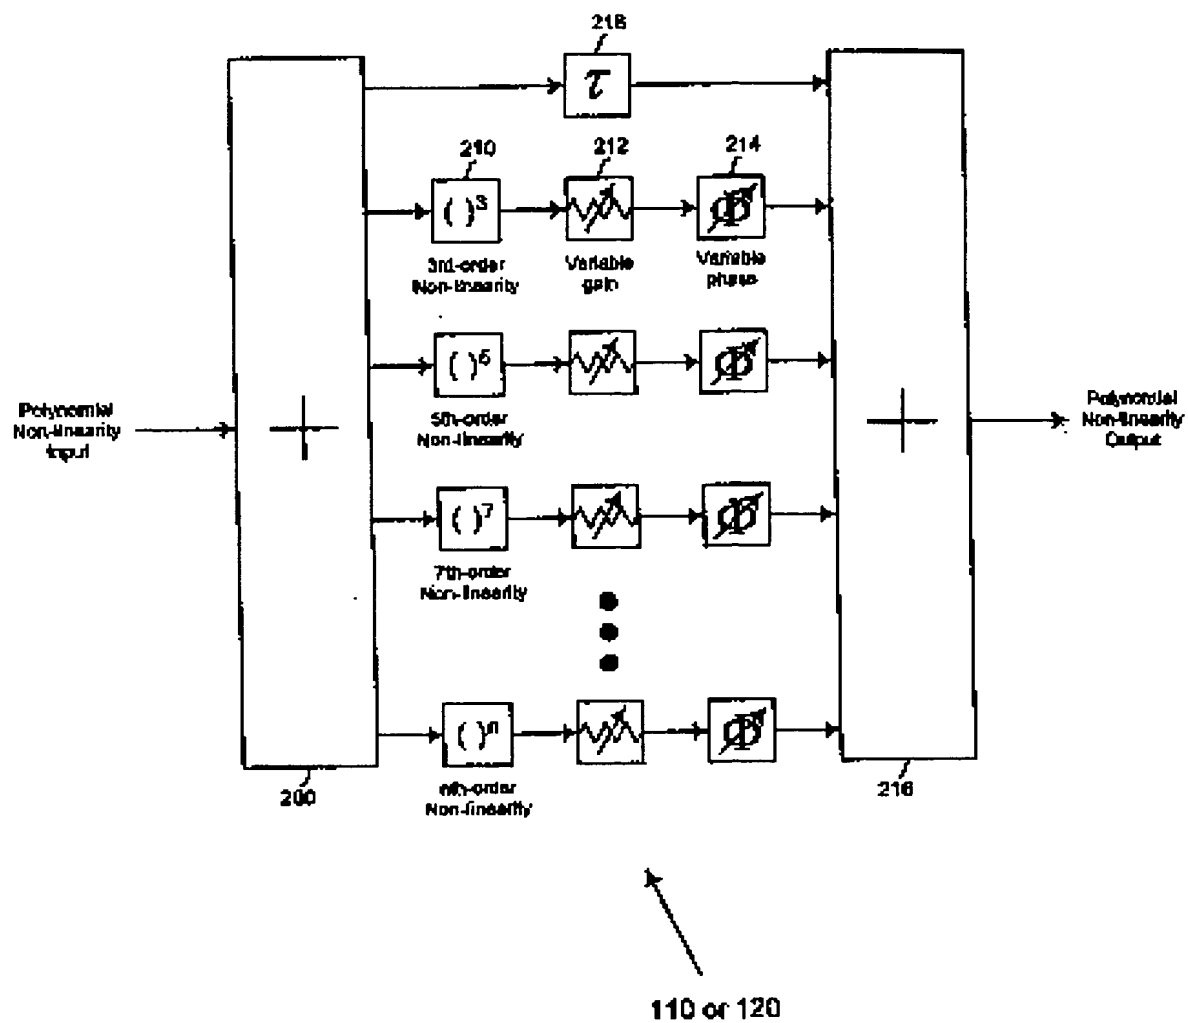 218
τ
210
212
214
( )3
Φ
3rd-order
Non-linearity
Variable
gain
Variable
phase
( )5
Φ
5th-order
Non-linearity
Polynomial
Non-linearity
Input
+
+
Polynomial
Non-linearity
Output
( )7
Φ
7th-order
Non-linearity
( )n
Φ
nth-order
Non-linearity
200
216
110 or 120